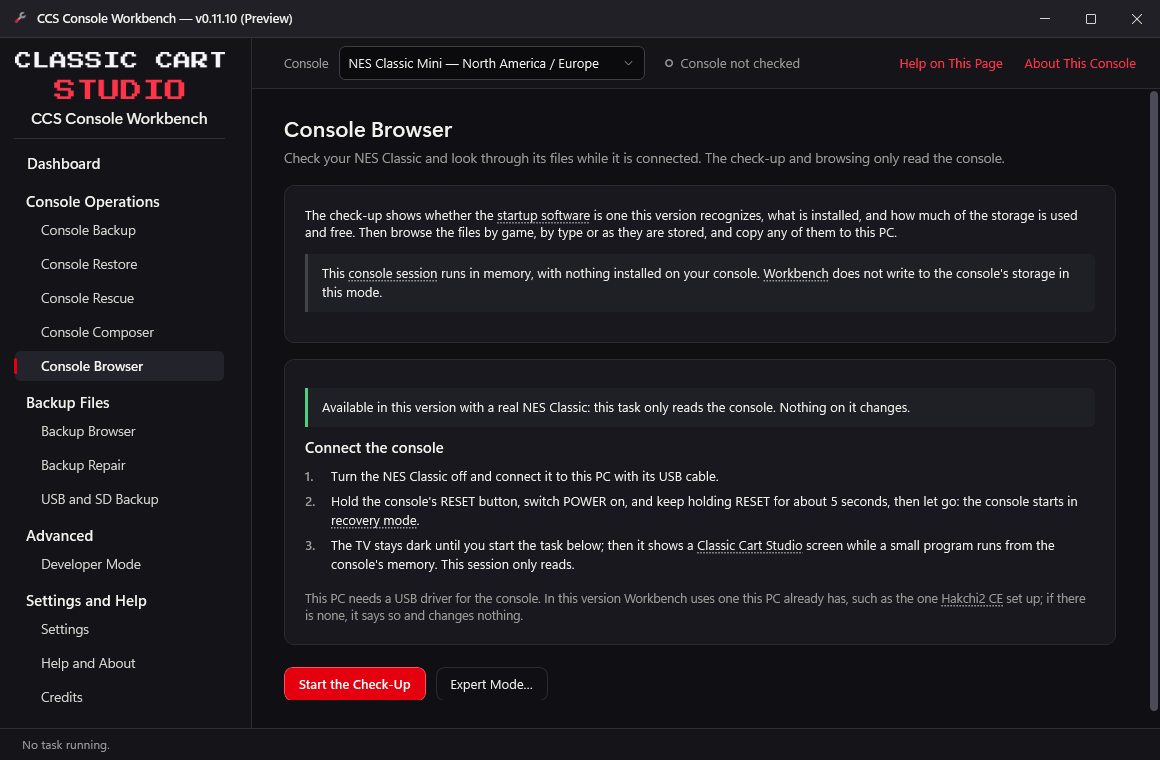 CCS Console Workbench — v0.11.10 (Preview)
CLASSIC CART
STUDIO
CCS Console Workbench
Dashboard
Console Operations
Console Backup
Console Restore
Console Rescue
Console Composer
Console Browser
Backup Files
Backup Browser
Backup Repair
USB and SD Backup
Advanced
Developer Mode
Settings and Help
Settings
Help and About
Credits
Console
NES Classic Mini — North America / Europe
Console not checked
Help on This Page
About This Console
Console Browser
Check your NES Classic and look through its files while it is connected. The check-up and browsing only read the console.
The check-up shows whether the startup software is one this version recognizes, what is installed, and how much of the storage is used
and free. Then browse the files by game, by type or as they are stored, and copy any of them to this PC.
This console session runs in memory, with nothing installed on your console. Workbench does not write to the console's storage in
this mode.
Available in this version with a real NES Classic: this task only reads the console. Nothing on it changes.
Connect the console
1. Turn the NES Classic off and connect it to this PC with its USB cable.
2. Hold the console's RESET button, switch POWER on, and keep holding RESET for about 5 seconds, then let go: the console starts in
recovery mode.
3. The TV stays dark until you start the task below; then it shows a Classic Cart Studio screen while a small program runs from the
console's memory. This session only reads.
This PC needs a USB driver for the console. In this version Workbench uses one this PC already has, such as the one Hakchi2 CE set up; if there
is none, it says so and changes nothing.
Start the Check-Up
Expert Mode...
No task running.